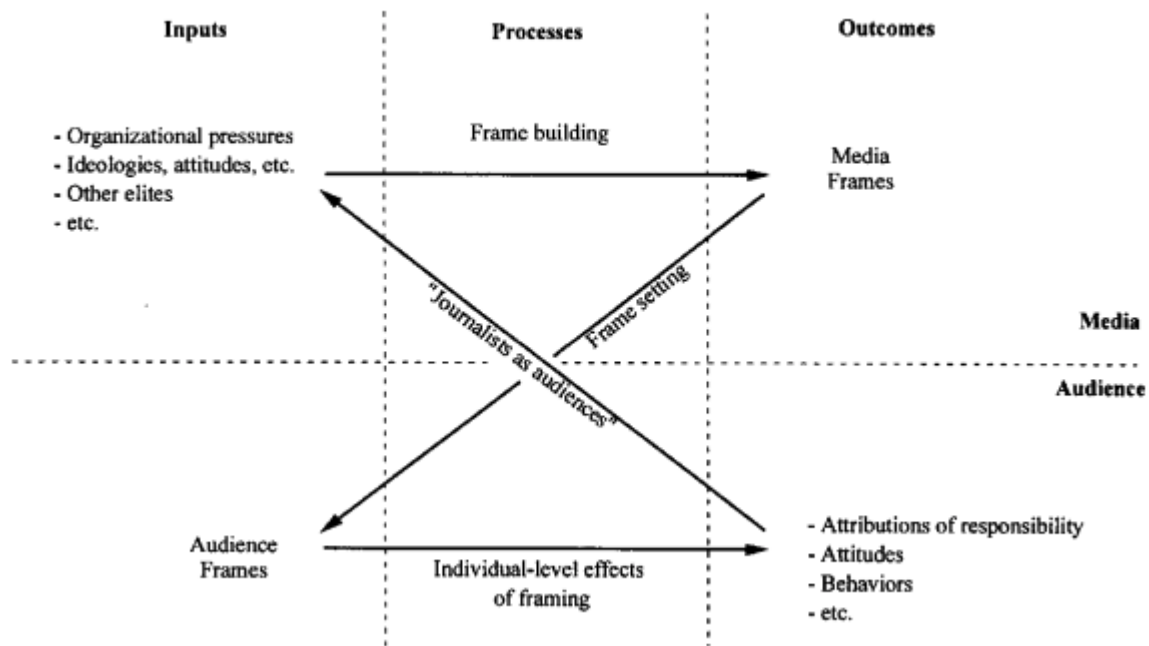 Inputs
Processes
Outcomes
- Organizational pressures
- Ideologies, attitudes, etc.
- Other elites
- etc.
Frame building
Media
Frames
"Journalists as audiences"
Frame setting
Media
Audience
Audience
Frames
Individual-level effects
of framing
- Attributions of responsibility
- Attitudes
- Behaviors
- etc.